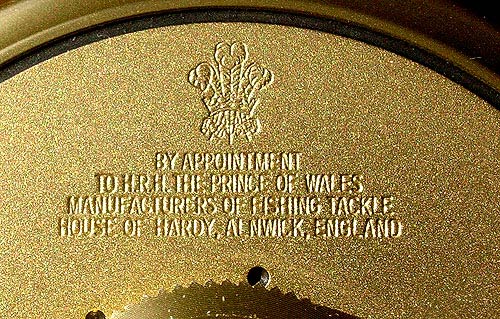 BY APPOINTMENT
TO H.R.H. THE PRINCE OF WALES
MANUFACTURERS OF FISHING TACKLE
HOUSE OF HARDY, ALNWICK, ENGLAND